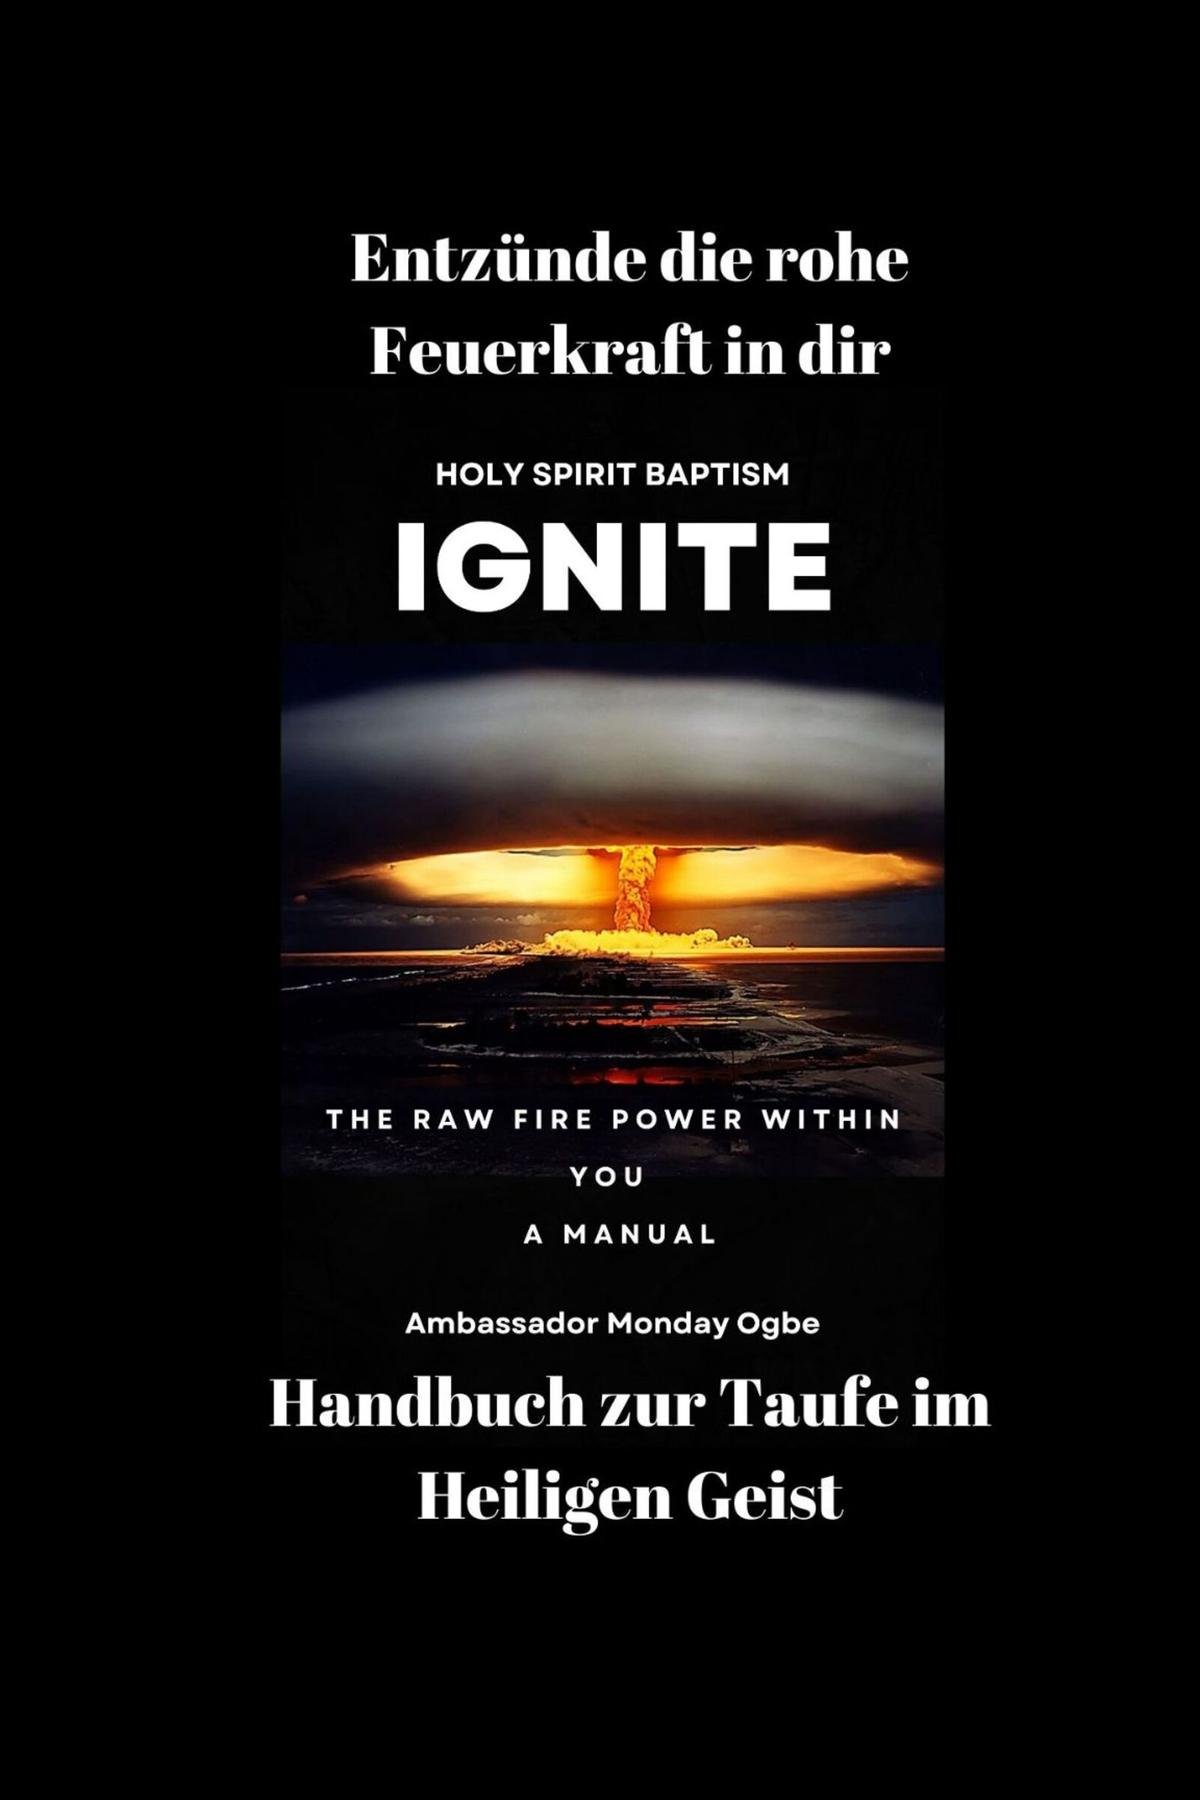 Entzünde die rohe
Feuerkraft in dir
HOLY SPIRIT BAPTISM
IGNITE
THE RAW FIRE POWER WITHIN
YOU
A MANUAL
Ambassador Monday Ogbe
Handbuch zur Taufe im
Heiligen Geist